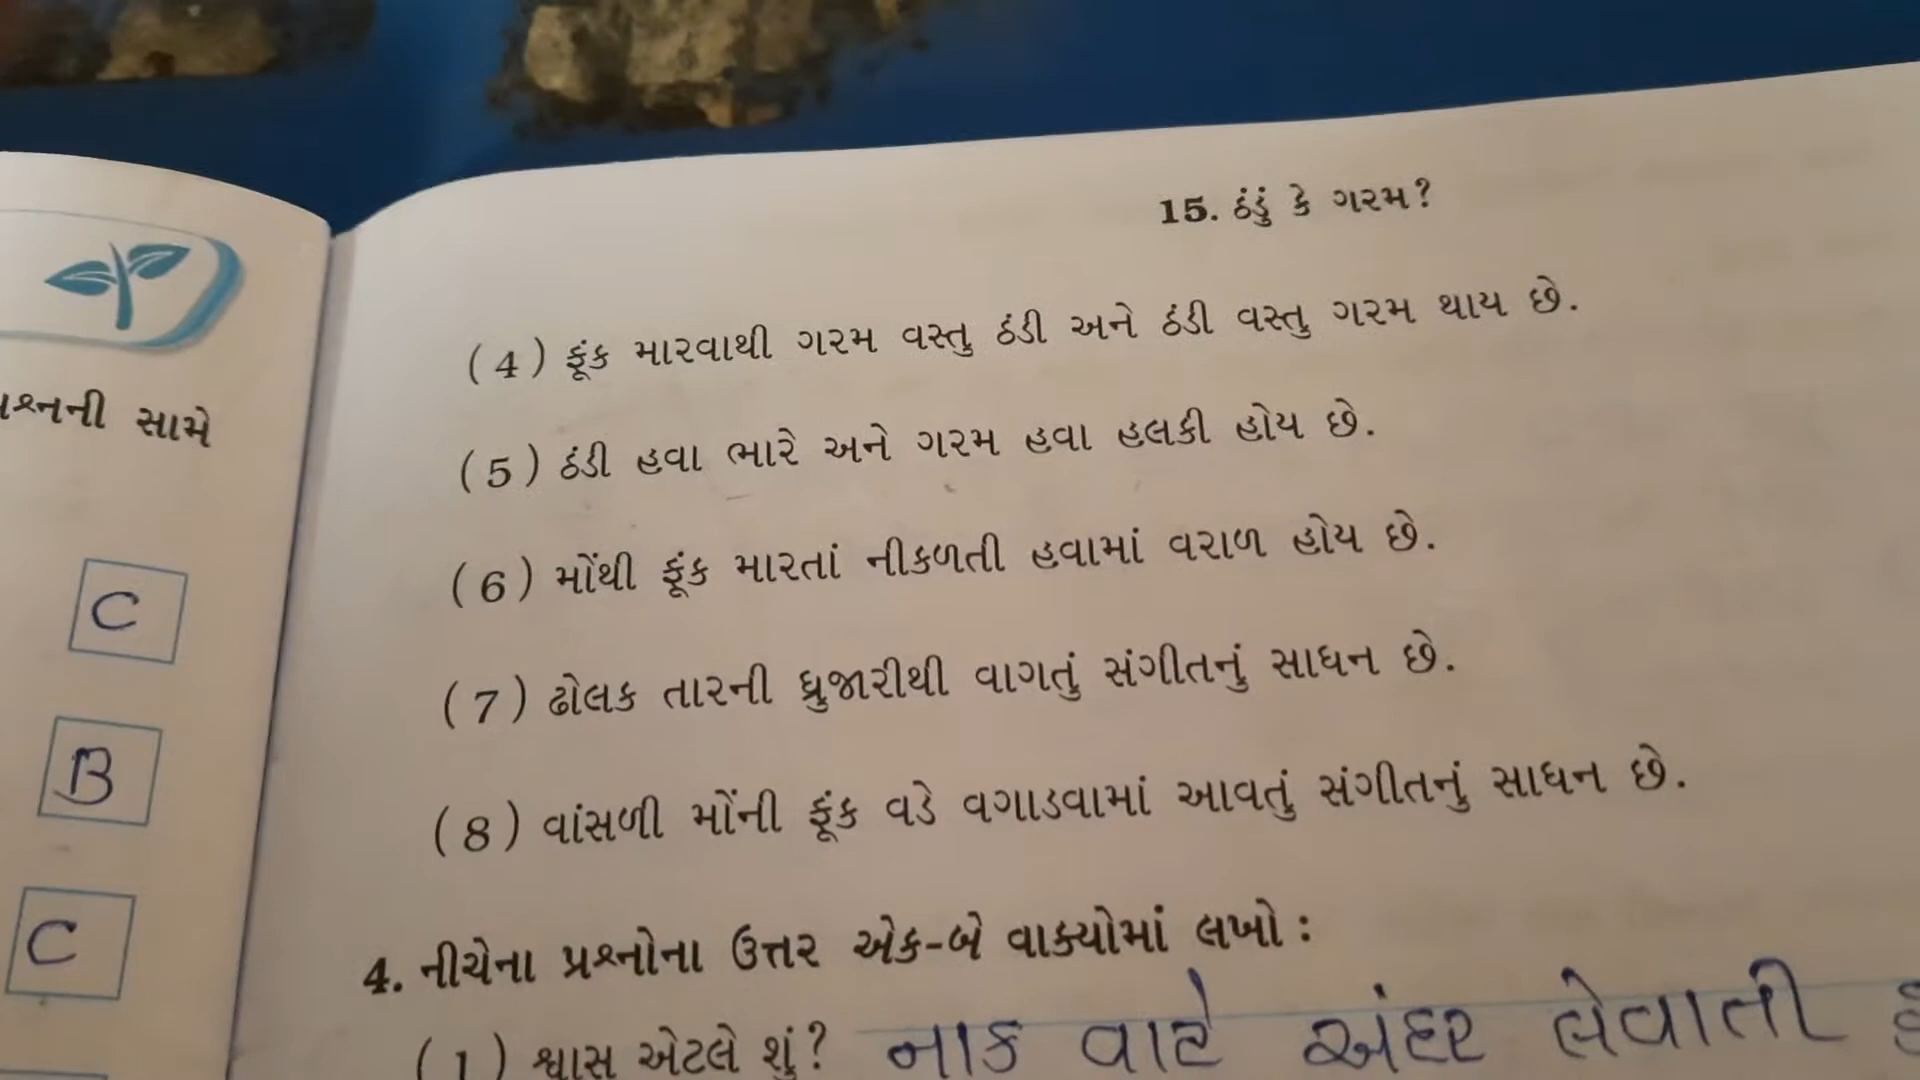 સામે
C
B
C
15. ઠંડું કે ગરમ?
(4) ફૂંક મારવાથી ગરમ વસ્તુ ઠંડી અને ઠંડી વસ્તુ ગરમ થાય છે.
(5) ઠંડી હવા ભારે અને ગરમ હવા હલકી હોય છે.
(6) મોંથી ફૂંક મારતાં નીકળતી હવામાં વરાળ હોય છે.
(7) ઢોલક તારની ધ્રુજારીથી વાગતું સંગીતનું સાધન છે.
(8) વાંસળી મોંની ફૂંક વડે વગાડવામાં આવતું સંગીતનું સાધન છે.
4. નીચેના પ્રશ્નોના ઉત્તર એક-બે વાક્યોમાં લખો :
(1) શ્વાસ એટલે શું? નાક વાટે અંદર લેવાતી